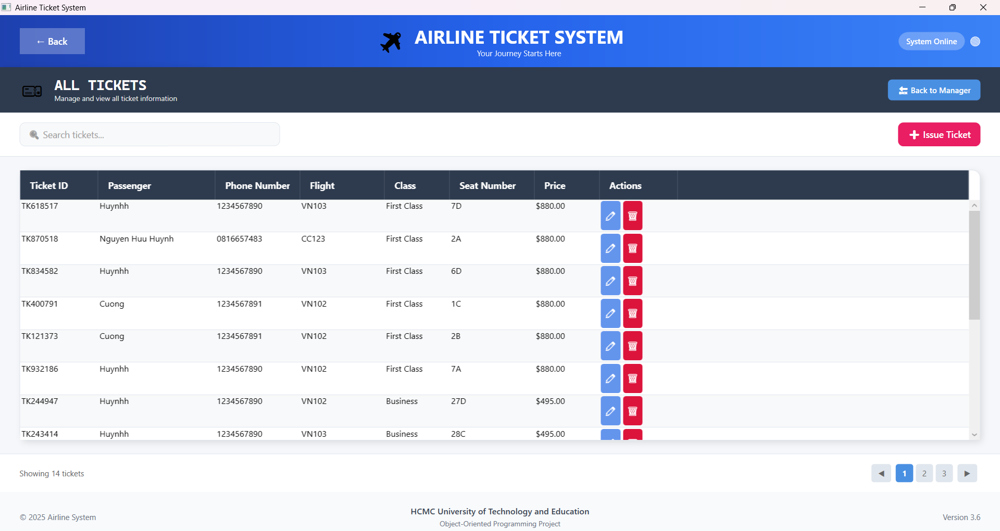 Airline Ticket System
← Back
AIRLINE TICKET SYSTEM
Your Journey Starts Here
System Online
ALL TICKETS
Manage and view all ticket information
Back to Manager
Search tickets...
Issue Ticket
Ticket ID Passenger Phone Number Flight Class Seat Number Price Actions
TK618517 Huynhh 1234567890 VN103 First Class 7D $880.00
TK870518 Nguyen Huu Huynh 0816657483 CC123 First Class 2A $880.00
TK834582 Huynhh 1234567890 VN103 First Class 6D $880.00
TK400791 Cuong 1234567891 VN102 First Class 1C $880.00
TK121373 Cuong 1234567891 VN102 First Class 2B $880.00
TK932186 Huynhh 1234567890 VN102 First Class 7A $880.00
TK244947 Huynhh 1234567890 VN102 Business 27D $495.00
TK243414 Huynhh 1234567890 VN103 Business 28C $495.00
Showing 14 tickets
◀ 1 2 3 ▶
© 2025 Airline System
HCMC University of Technology and Education
Object-Oriented Programming Project
Version 3.6